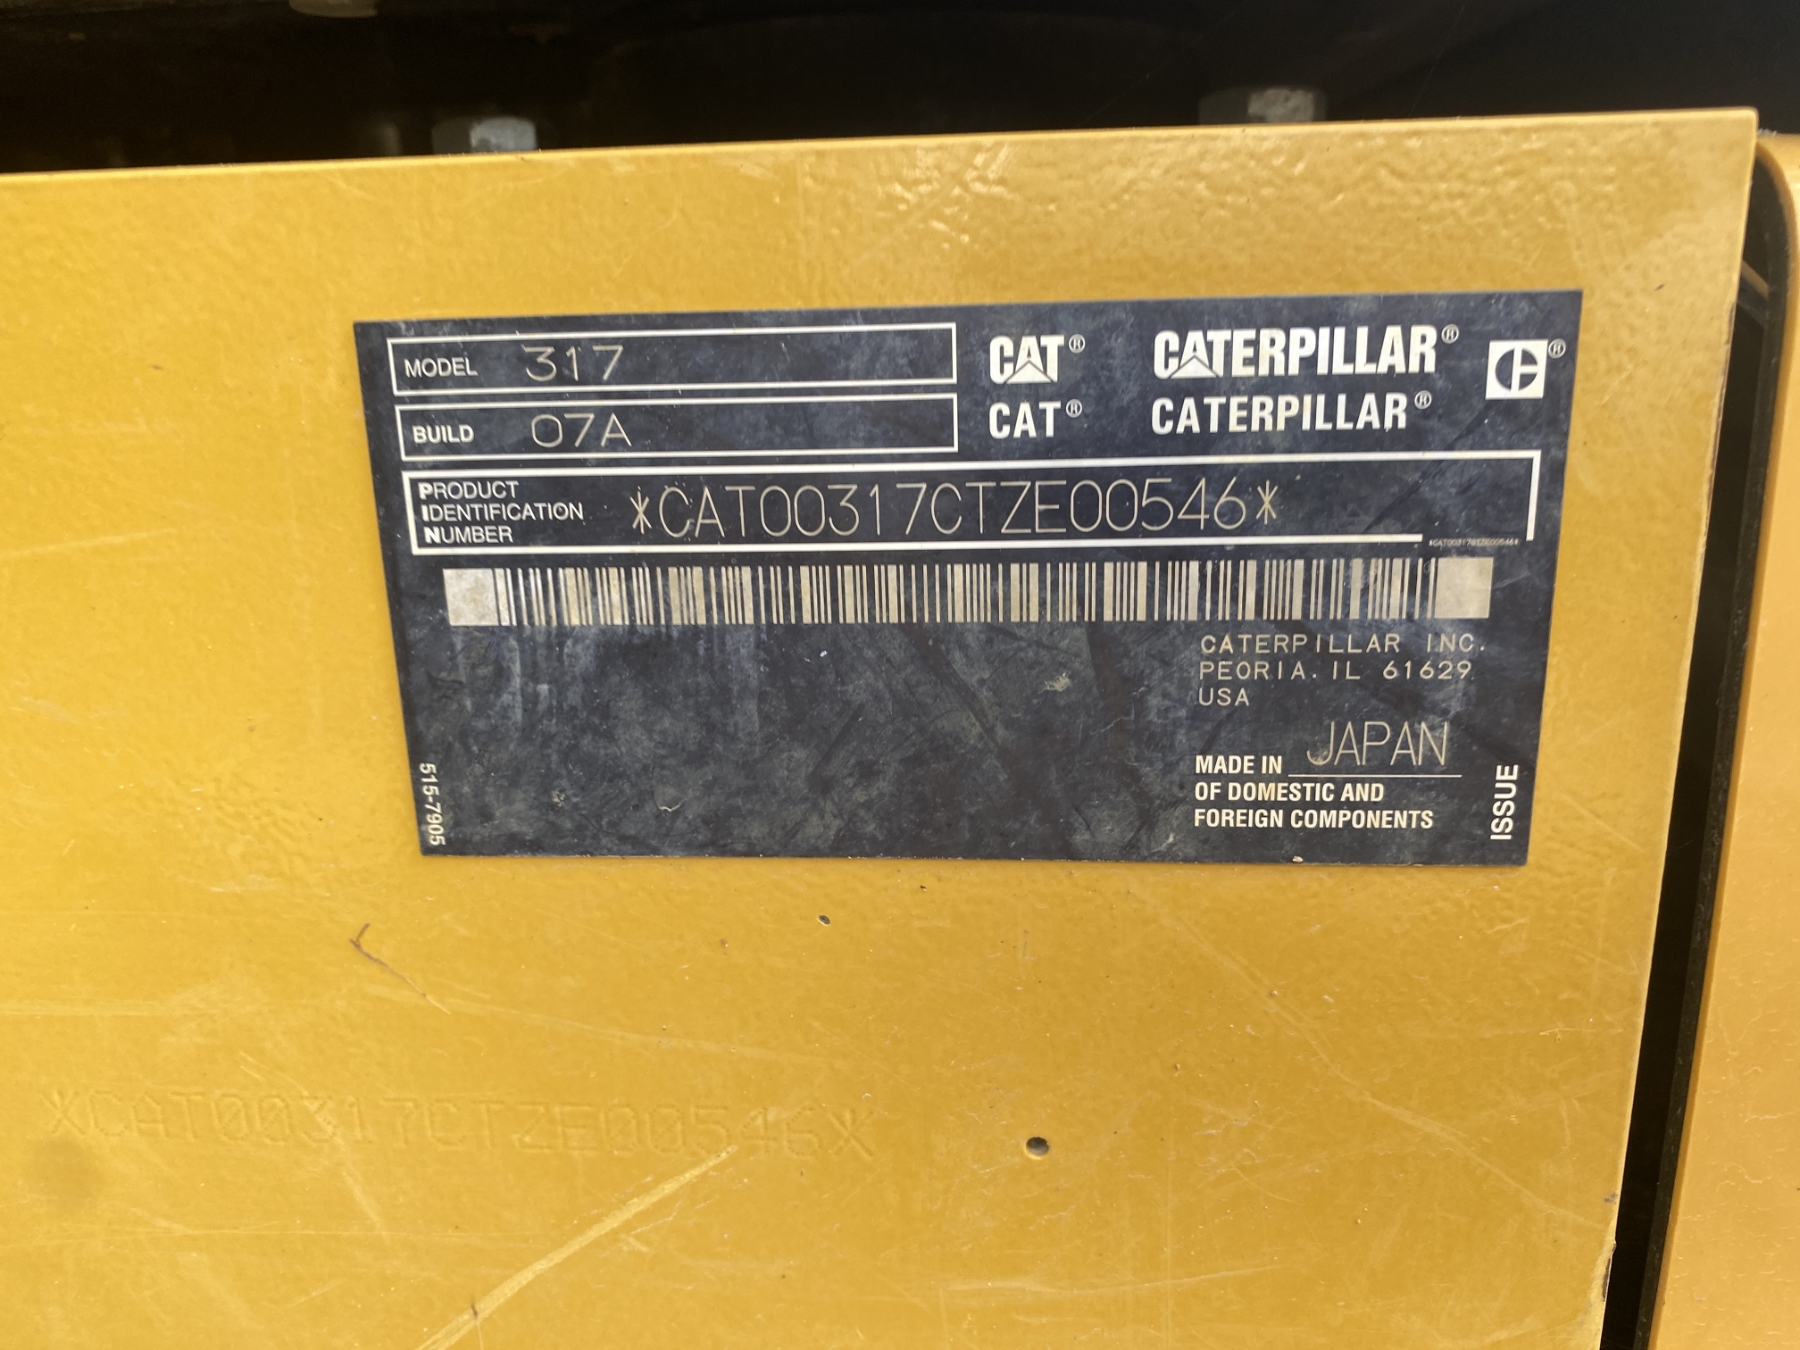 MODEL 317
BUILD 07A
CAT® CATERPILLAR®
CAT® CATERPILLAR®
PRODUCT
IDENTIFICATION
NUMBER
*CAT00317CTZE00546*
*CAT00317CTZE00546*
CATERPILLAR INC.
PEORIA. IL 61629
USA
MADE IN JAPAN
OF DOMESTIC AND
FOREIGN COMPONENTS
ISSUE
515-7905
*CAT00317CTZE00546*